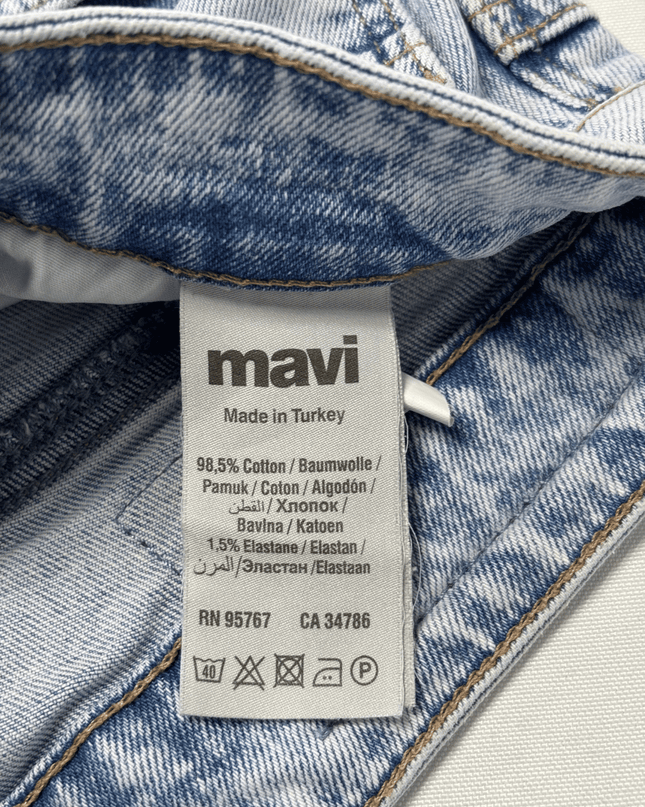 mavi
Made in Turkey
98,5% Cotton / Baumwolle /
Pamuk / Coton / Algodón /
القطن / Хлопок /
Bavlna / Katoen
1,5% Elastane / Elastan /
المرن/Эластан /Elastaan
RN 95767 CA 34786
40 P